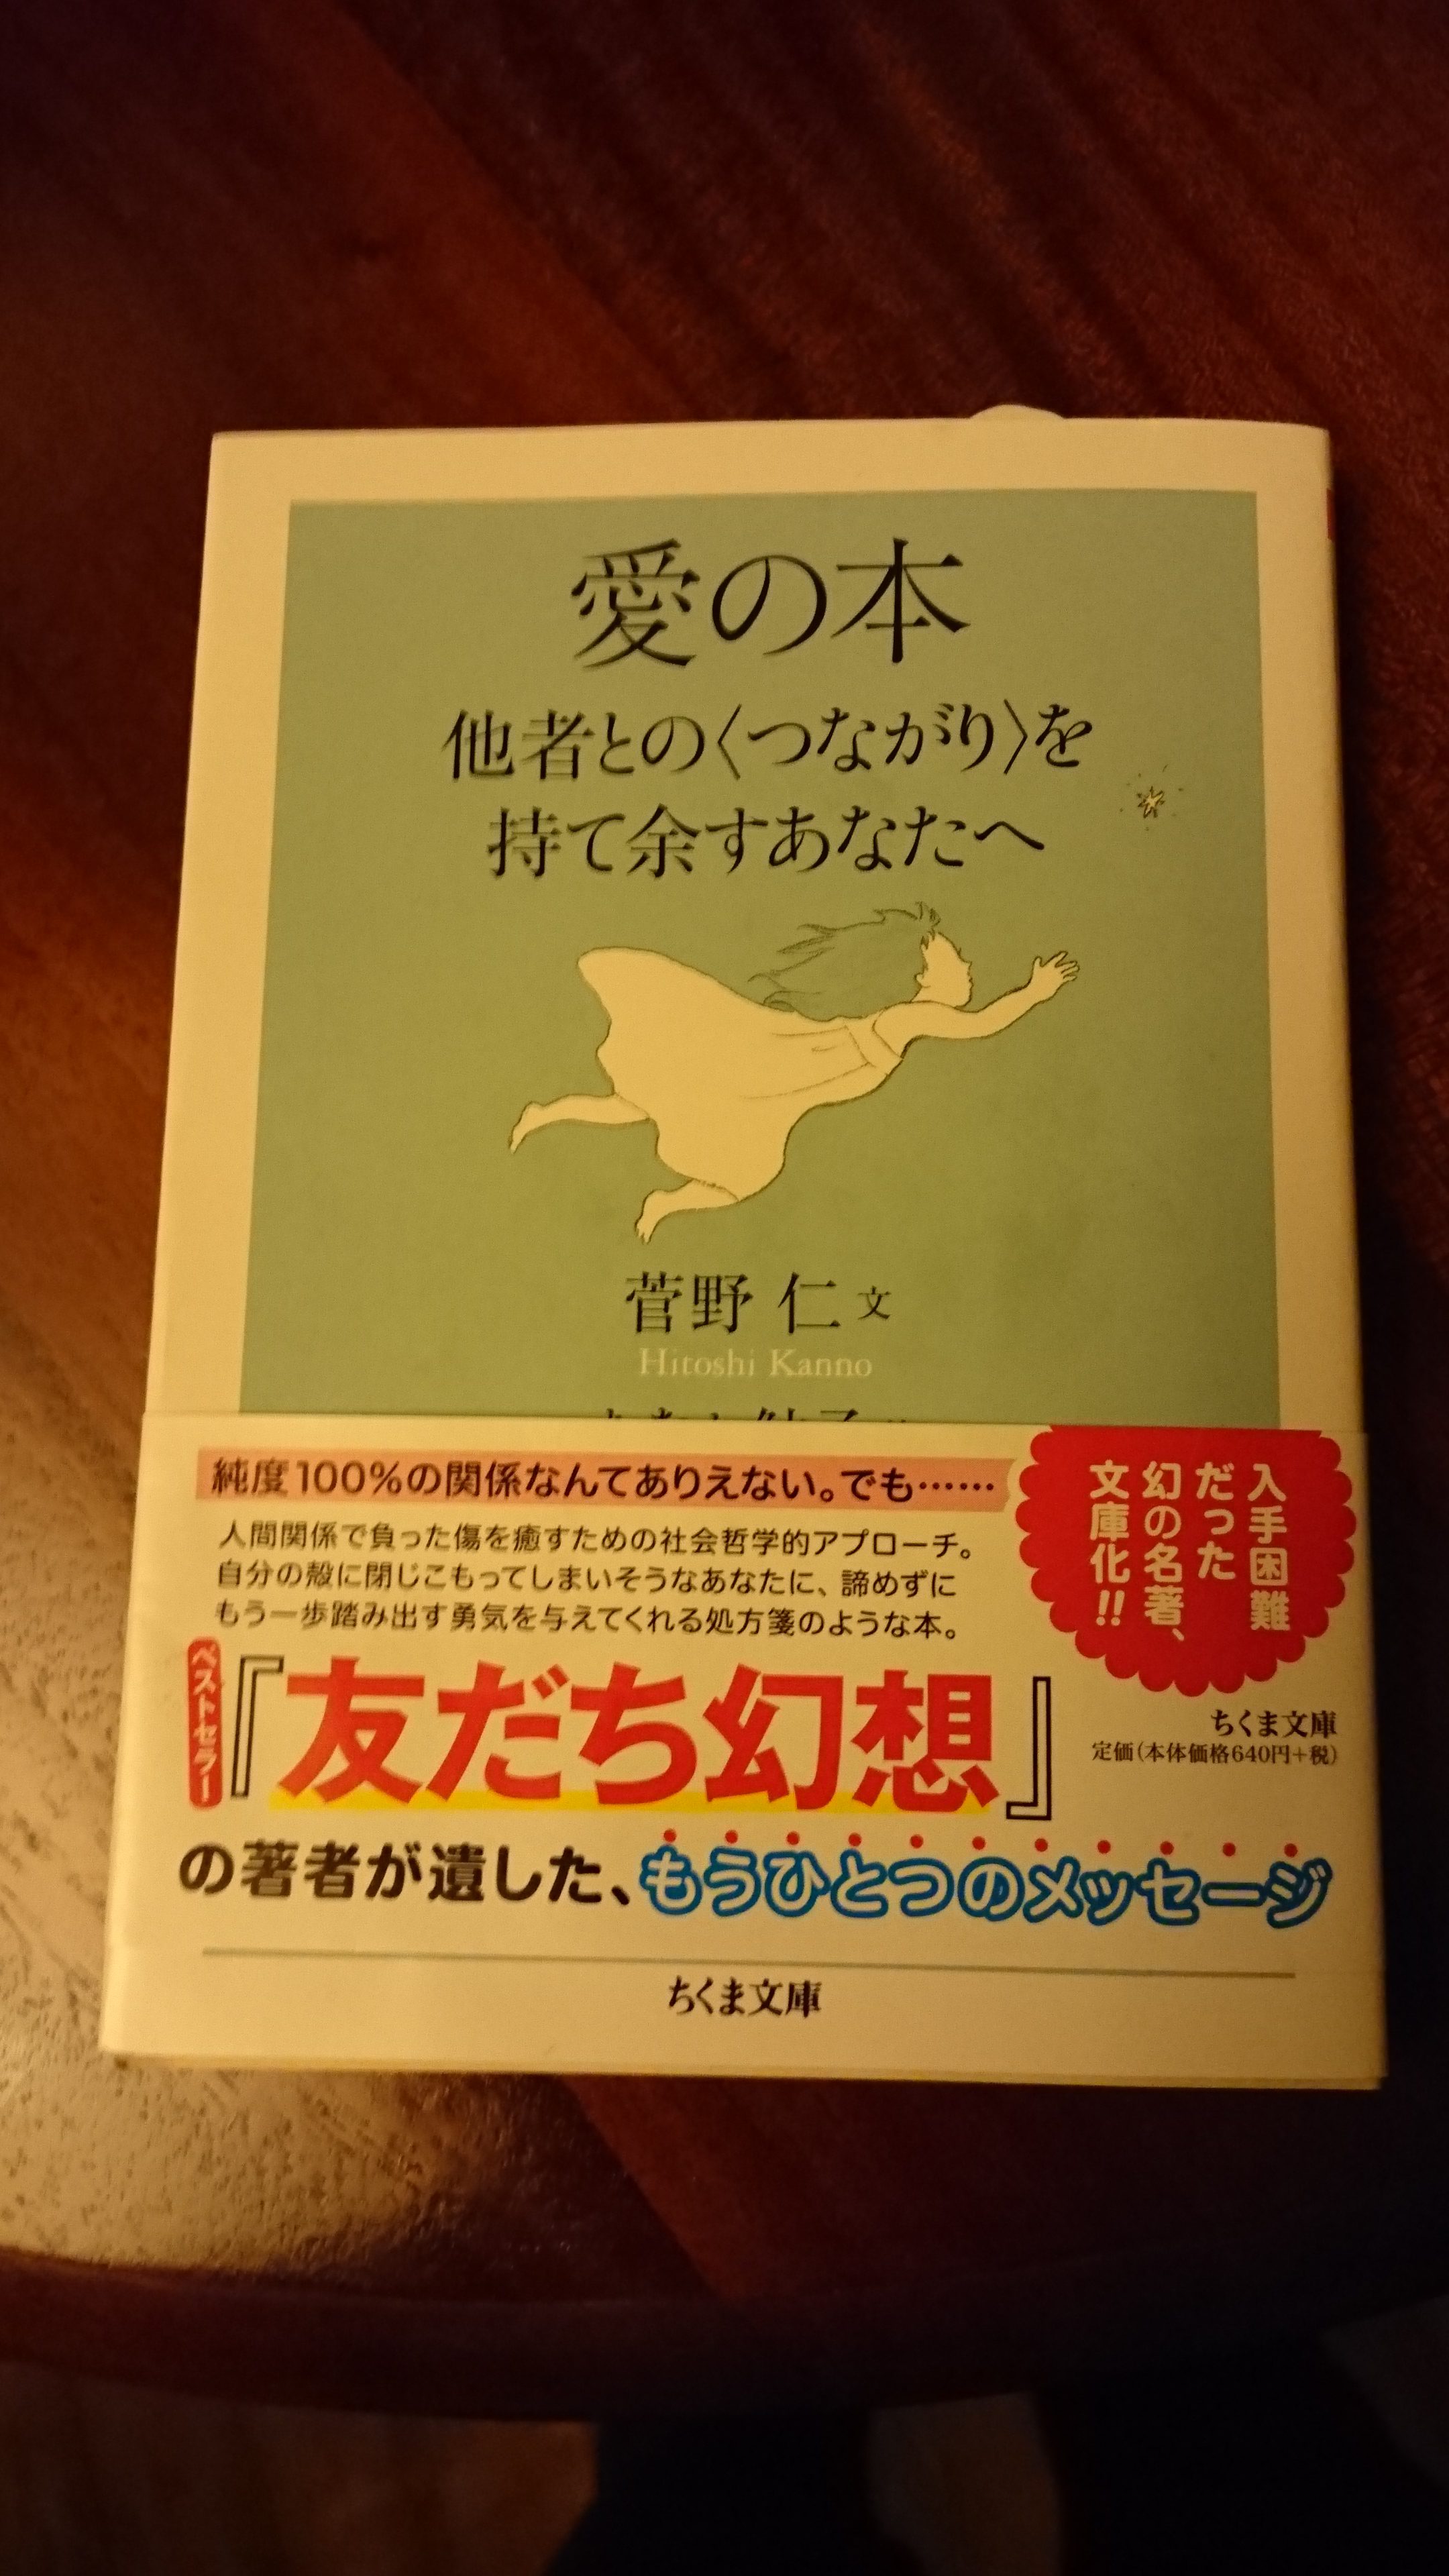 愛の本
他者との〈つながり〉を
持て余すあなたへ
菅野 仁 文
Hitoshi Kanno
純度100%の関係なんてありえない。でも……
人間関係で負った傷を癒すための社会哲学的アプローチ。
自分の殻に閉じこもってしまいそうなあなたに、諦めずに
もう一歩踏み出す勇気を与えてくれる処方箋のような本。
入手困難
だった
幻の名著、
文庫化!!
ベストセラー
『友だち幻想』
ちくま文庫
定価(本体価格640円+税)
の著者が遺した、もうひとつのメッセージ
ちくま文庫